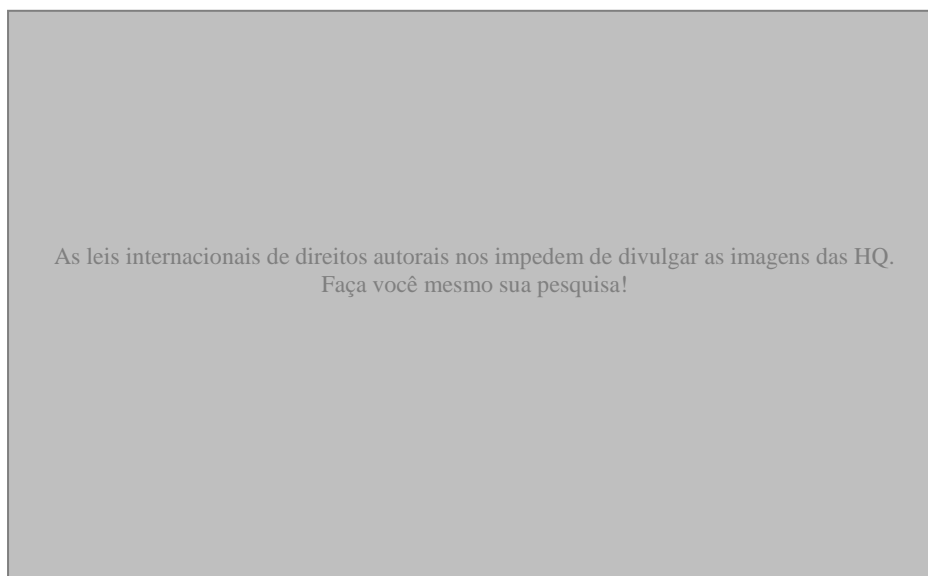 As leis internacionais de direitos autorais nos impedem de divulgar as imagens das HQ.
Faça você mesmo sua pesquisa!